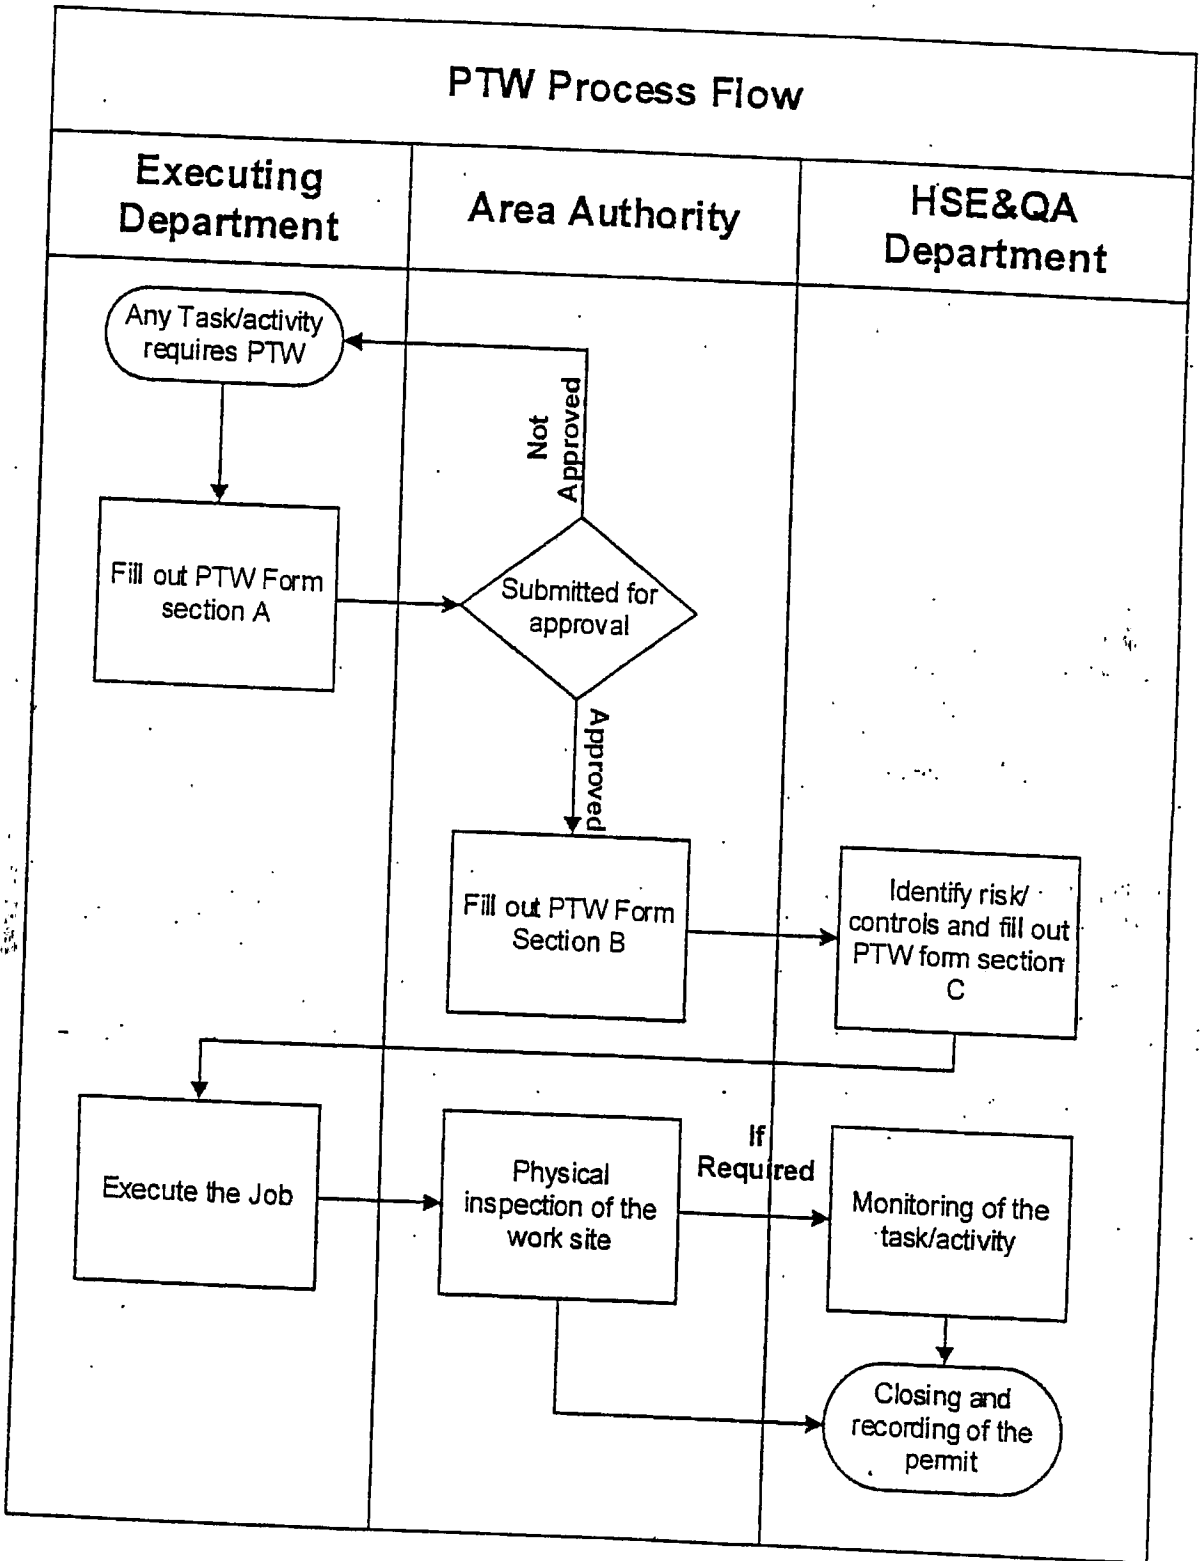 PTW Process Flow
Executing
Department
Area Authority
HSE&QA
Department
Any Task/activity
requires PTW
Not
Approved
Fill out PTW Form
section A
Submitted for
approval
Approved
Fill out PTW Form
Section B
Identify risk/
controls and fill out
PTW form section
C
Execute the Job
Physical
inspection of the
work site
If
Required
Monitoring of the
task/activity
Closing and
recording of the
permit